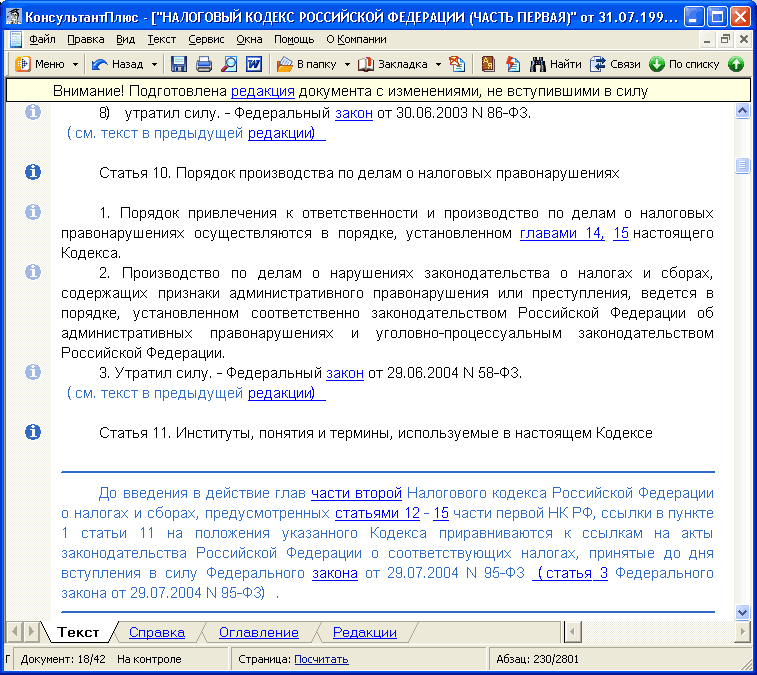 КонсультантПлюс - ["НАЛОГОВЫЙ КОДЕКС РОССИЙСКОЙ ФЕДЕРАЦИИ (ЧАСТЬ ПЕРВАЯ)" от 31.07.199...
Файл Правка Вид Текст Сервис Окна Помощь О Компании
Меню Назад В папку Закладка Найти Связи По списку
Внимание! Подготовлена редакция документа с изменениями, не вступившими в силу
8) утратил силу. - Федеральный закон от 30.06.2003 N 86-ФЗ.
(см. текст в предыдущей редакции)
Статья 10. Порядок производства по делам о налоговых правонарушениях
1. Порядок привлечения к ответственности и производство по делам о налоговых
правонарушениях осуществляются в порядке, установленном главами 14, 15 настоящего
Кодекса.
2. Производство по делам о нарушениях законодательства о налогах и сборах,
содержащих признаки административного правонарушения или преступления, ведется в
порядке, установленном соответственно законодательством Российской Федерации об
административных правонарушениях и уголовно-процессуальным законодательством
Российской Федерации.
3. Утратил силу. - Федеральный закон от 29.06.2004 N 58-ФЗ.
(см. текст в предыдущей редакции)
Статья 11. Институты, понятия и термины, используемые в настоящем Кодексе
До введения в действие глав части второй Налогового кодекса Российской Федерации
о налогах и сборах, предусмотренных статьями 12 - 15 части первой НК РФ, ссылки в пункте
1 статьи 11 на положения указанного Кодекса приравниваются к ссылкам на акты
законодательства Российской Федерации о соответствующих налогах, принятые до дня
вступления в силу Федерального закона от 29.07.2004 N 95-ФЗ (статья 3 Федерального
закона от 29.07.2004 N 95-ФЗ) .
Текст Справка Оглавление Редакции
Г Документ: 18/42 На контроле Страница: Посчитать Абзац: 230/2801